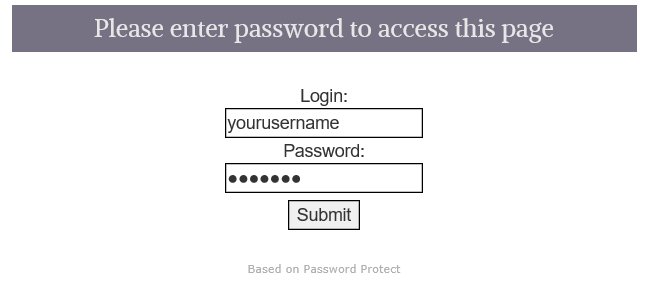 Please enter password to access this page
Login:
yourusername
Password:
●●●●●●●
Submit
Based on Password Protect